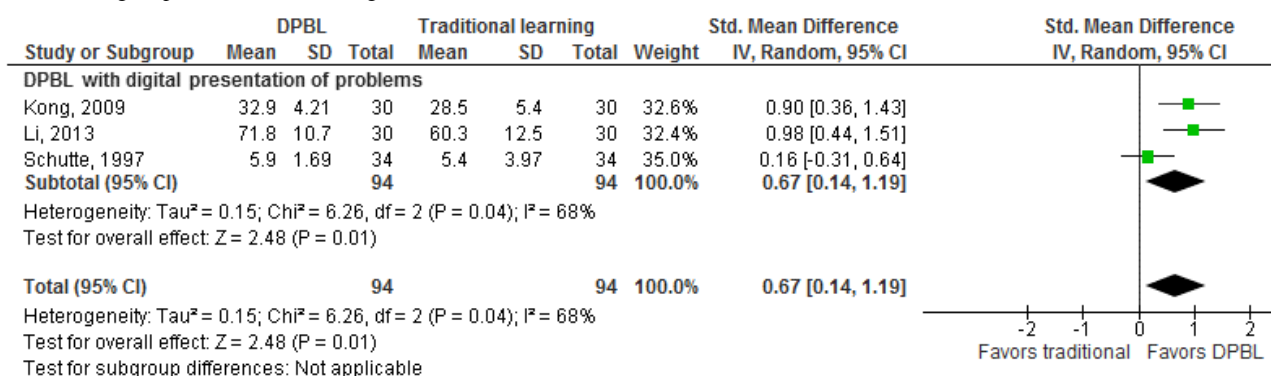 DPBL Traditional learning Std. Mean Difference Std. Mean Difference
Study or Subgroup Mean SD Total Mean SD Total Weight IV, Random, 95% CI IV, Random, 95% CI
DPBL with digital presentation of problems
Kong, 2009 32.9 4.21 30 28.5 5.4 30 32.6% 0.90 [0.36, 1.43]
Li, 2013 71.8 10.7 30 60.3 12.5 30 32.4% 0.98 [0.44, 1.51]
Schutte, 1997 5.9 1.69 34 5.4 3.97 34 35.0% 0.16 [-0.31, 0.64]
Subtotal (95% CI) 94 94 100.0% 0.67 [0.14, 1.19]
Heterogeneity: Tau² = 0.15; Chi² = 6.26, df = 2 (P = 0.04); I² = 68%
Test for overall effect: Z = 2.48 (P = 0.01)
Total (95% CI) 94 94 100.0% 0.67 [0.14, 1.19]
Heterogeneity: Tau² = 0.15; Chi² = 6.26, df = 2 (P = 0.04); I² = 68%
Test for overall effect: Z = 2.48 (P = 0.01)
Test for subgroup differences: Not applicable
-2 -1 0 1 2
Favors traditional Favors DPBL